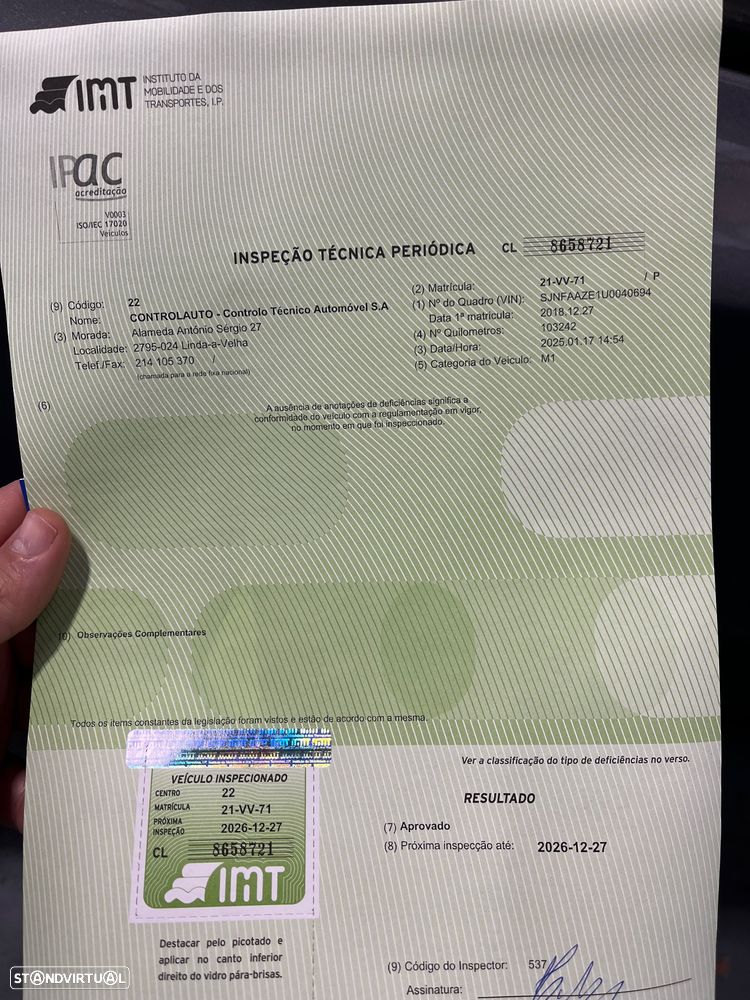 IMT INSTITUTO DA
MOBILIDADE E DOS
TRANSPORTES, I.P.
IPac
acreditação
V0003
ISO/IEC 17020
Veículos
INSPEÇÃO TÉCNICA PERIÓDICA CL 8658721
(9) Código: 22
Nome: CONTROLAUTO - Controlo Técnico Automóvel S.A
(3) Morada: Alameda António Sérgio 27
Localidade: 2795-024 Linda-a-Velha
Telef./Fax: 214 105 370 /
(chamada para a rede fixa nacional)
(2) Matrícula: 21-VV-71 / P
(1) Nº do Quadro (VIN): SJNFAAZE1U0040694
Data 1ª matrícula: 2018.12.27
(4) Nº Quilometros: 103242
(3) Data/Hora: 2025.01.17 14:54
(5) Categoria do Veículo: M1
(6)
A ausência de anotações de deficiências significa a
conformidade do veículo com a regulamentação em vigor,
no momento em que foi inspeccionado.
Observações Complementares
Todos os itens constantes da legislação foram vistos e estão de acordo com a mesma.
Ver a classificação do tipo de deficiências no verso.
VEÍCULO INSPECIONADO
CENTRO 22
MATRÍCULA 21-VV-71
PRÓXIMA
INSPEÇÃO 2026-12-27
CL 8658721
IMT
Destacar pelo picotado e
aplicar no canto inferior
direito do vidro pára-brisas.
RESULTADO
(7) Aprovado
(8) Próxima inspecção até: 2026-12-27
(9) Código do Inspector: 537
Assinatura:
STANDVIRTUAL